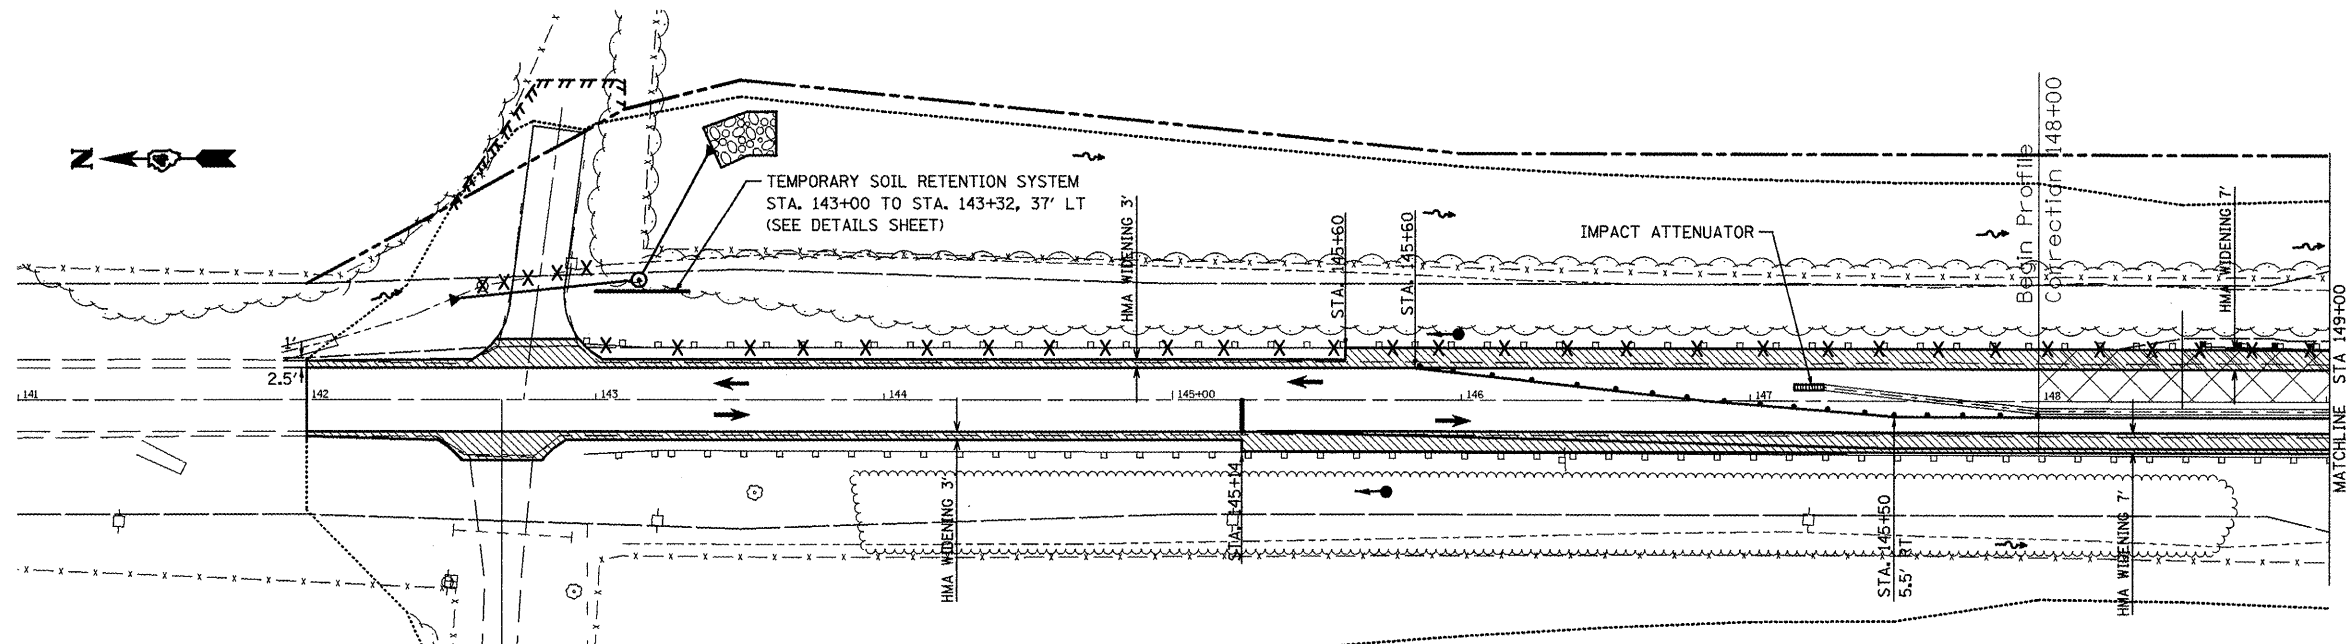 N
TEMPORARY SOIL RETENTION SYSTEM
STA. 143+00 TO STA. 143+32, 37' LT
(SEE DETAILS SHEET)
HMA WIDENING 3'
STA. 145+60
STA. 145+60
IMPACT ATTENUATOR
Begin Profile
Correction 148+00
HMA WIDENING 7'
MATCHLINE STA 149+00
1'
2.5'
141
142
143
144
145+00
146
147
148
HMA WIDENING 3'
STA. 145+14
STA. 145+50
5.5' RT
HMA WIDENING 7'